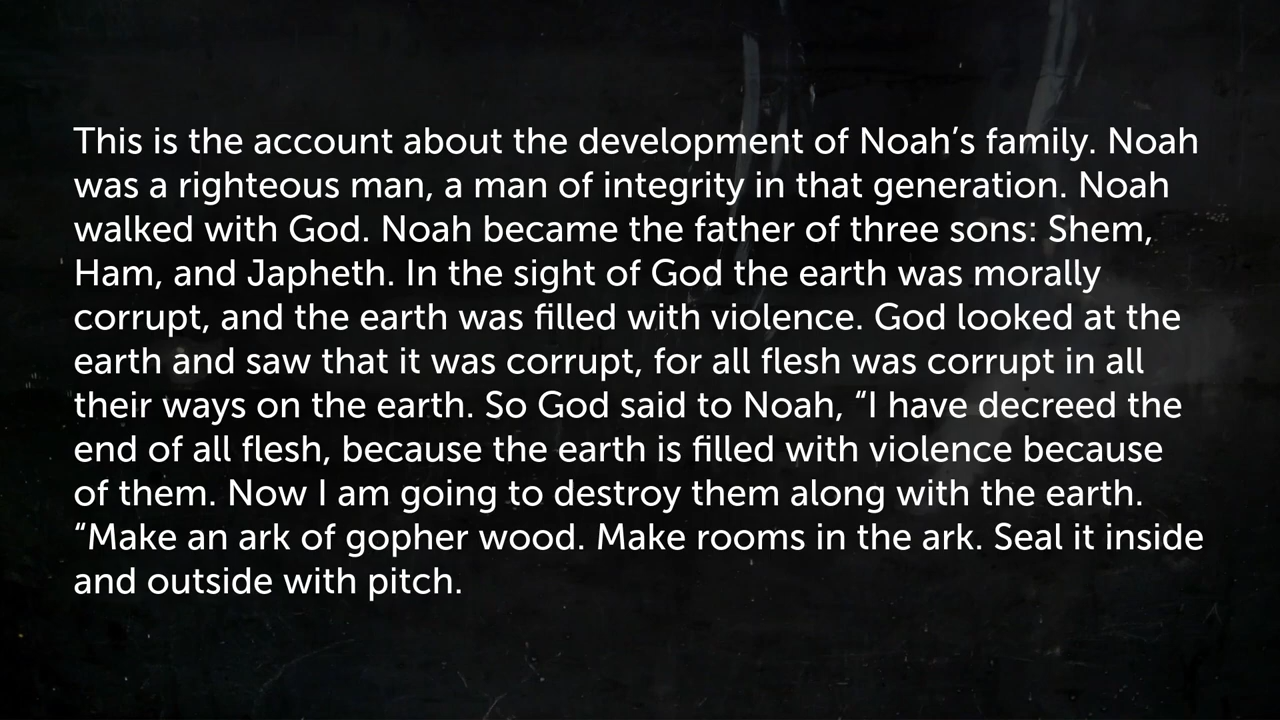 This is the account about the development of Noah’s family. Noah
was a righteous man, a man of integrity in that generation. Noah
walked with God. Noah became the father of three sons: Shem,
Ham, and Japheth. In the sight of God the earth was morally
corrupt, and the earth was filled with violence. God looked at the
earth and saw that it was corrupt, for all flesh was corrupt in all
their ways on the earth. So God said to Noah, “I have decreed the
end of all flesh, because the earth is filled with violence because
of them. Now I am going to destroy them along with the earth.
“Make an ark of gopher wood. Make rooms in the ark. Seal it inside
and outside with pitch.